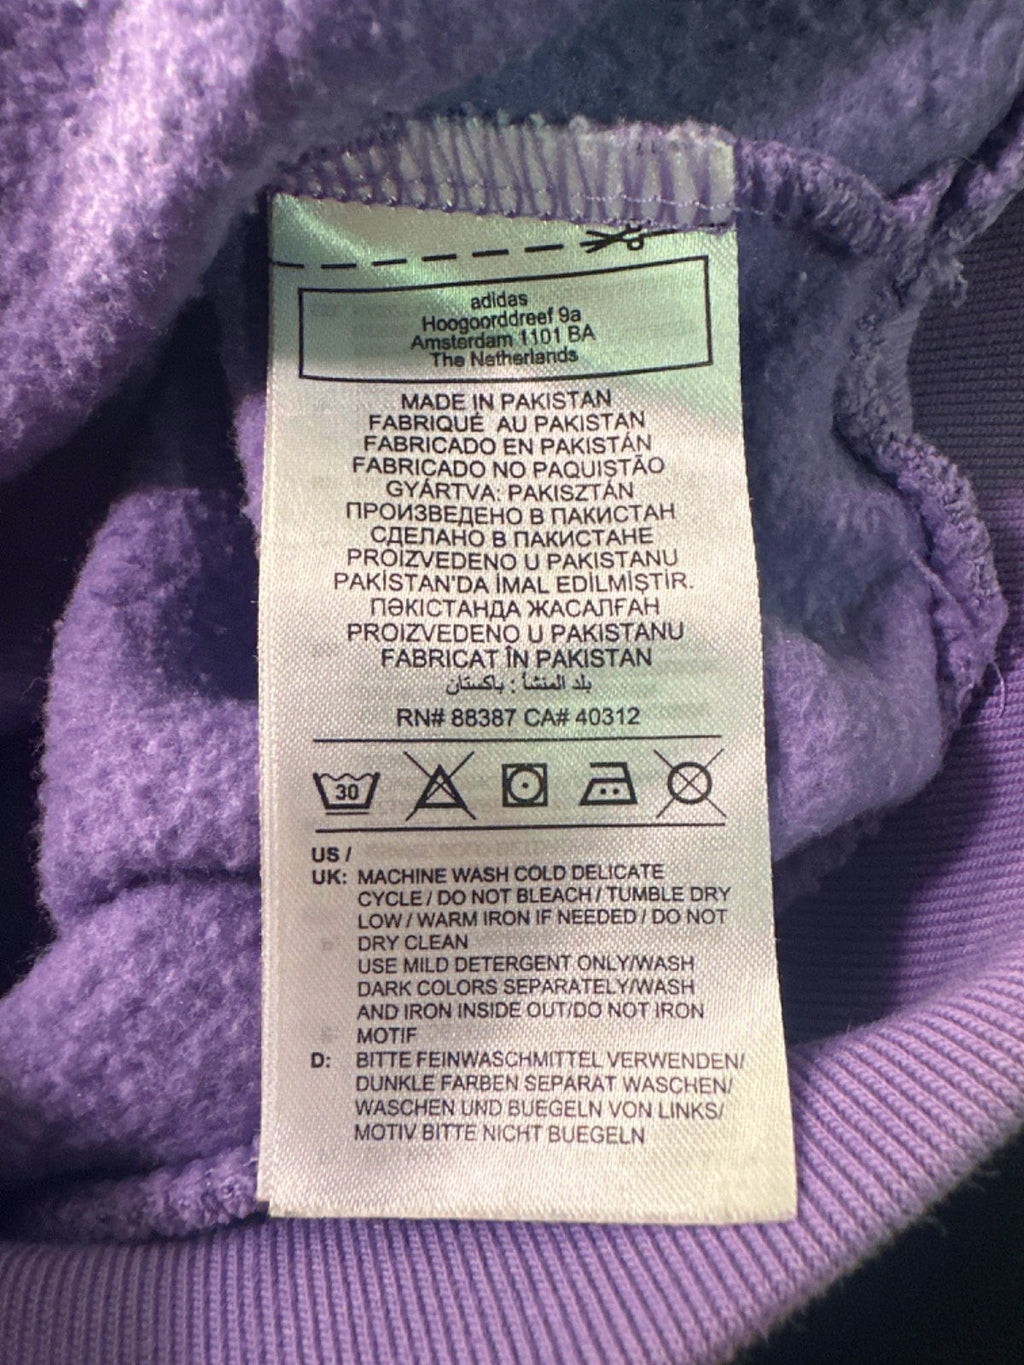 adidas
Hoogoorddreef 9a
Amsterdam 1101 BA
The Netherlands
MADE IN PAKISTAN
FABRIQUÉ AU PAKISTAN
FABRICADO EN PAKISTÁN
FABRICADO NO PAQUISTÃO
GYÁRTVA: PAKISZTÁN
ПРОИЗВЕДЕНО В ПАКИСТАН
СДЕЛАНО В ПАКИСТАНЕ
PROIZVEDENO U PAKISTANU
PAKİSTAN'DA İMAL EDİLMİŞTİR.
ПӘКІСТАНДА ЖАСАЛҒАН
PROIZVEDENO U PAKISTANU
FABRICAT ÎN PAKISTAN
بلد المنشأ : باكستان
RN# 88387 CA# 40312
30
US /
UK: MACHINE WASH COLD DELICATE
CYCLE / DO NOT BLEACH / TUMBLE DRY
LOW / WARM IRON IF NEEDED / DO NOT
DRY CLEAN
USE MILD DETERGENT ONLY/WASH
DARK COLORS SEPARATELY/WASH
AND IRON INSIDE OUT/DO NOT IRON
MOTIF
D: BITTE FEINWASCHMITTEL VERWENDEN/
DUNKLE FARBEN SEPARAT WASCHEN/
WASCHEN UND BUEGELN VON LINKS/
MOTIV BITTE NICHT BUEGELN